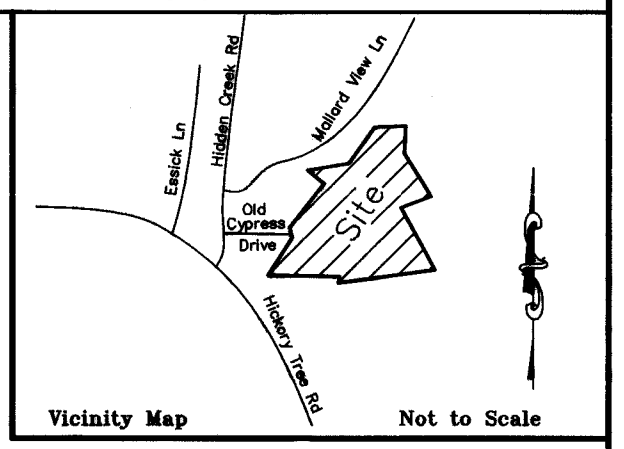 Essick Ln
Hidden Creek Rd
Mallard View Ln
Old
Cypress
Drive
Site
Hickory Tree Rd
Vicinity Map
Not to Scale